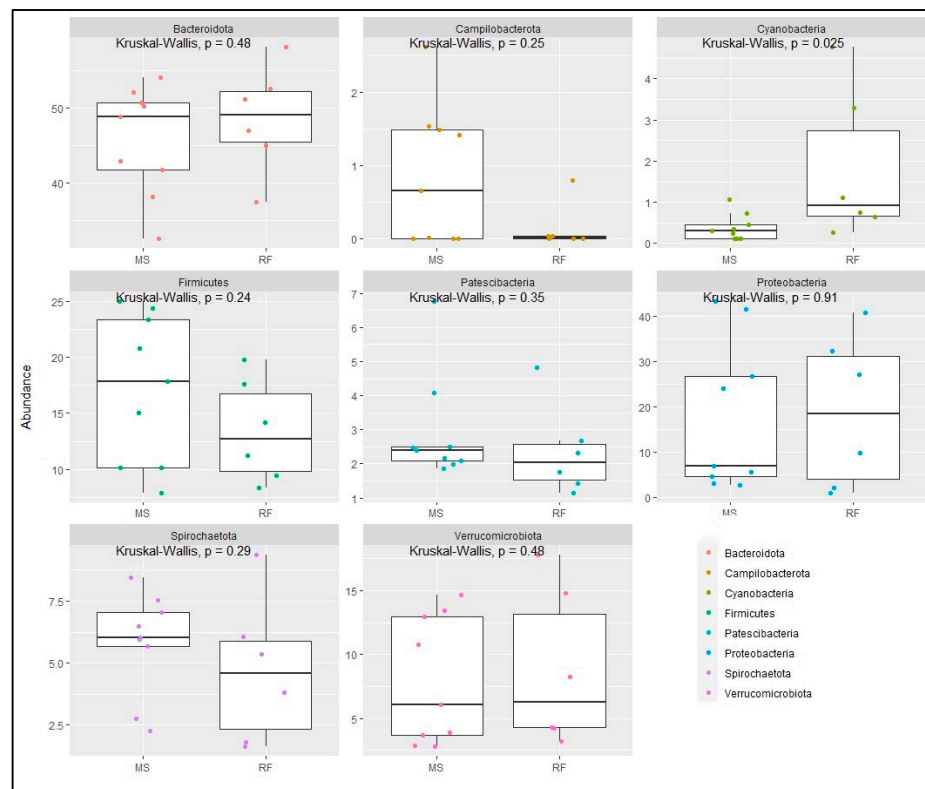 Bacteroidota
Kruskal-Wallis, p = 0.48
50
40
MS
RF
Campilobacterota
Kruskal-Wallis, p = 0.25
2
1
0
MS
RF
Cyanobacteria
Kruskal-Wallis, p = 0.025
4
3
2
1
0
MS
RF
Firmicutes
Kruskal-Wallis, p = 0.24
25
20
15
10
MS
RF
Patescibacteria
Kruskal-Wallis, p = 0.35
7
6
5
4
3
2
1
MS
RF
Proteobacteria
Kruskal-Wallis, p = 0.91
40
30
20
10
0
MS
RF
Abundance
Spirochaetota
Kruskal-Wallis, p = 0.29
7.5
5.0
2.5
MS
RF
Verrucomicrobiota
Kruskal-Wallis, p = 0.48
15
10
5
MS
RF
Bacteroidota
Campilobacterota
Cyanobacteria
Firmicutes
Patescibacteria
Proteobacteria
Spirochaetota
Verrucomicrobiota